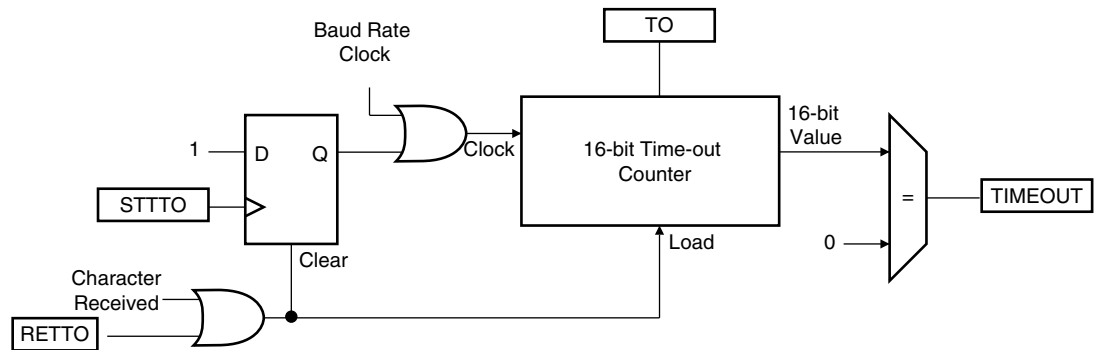 TO
Baud Rate
Clock
16-bit
Value
1
D
Q
Clock
16-bit Time-out
Counter
STTTO
=
TIMEOUT
Clear
Load
0
Character
Received
RETTO